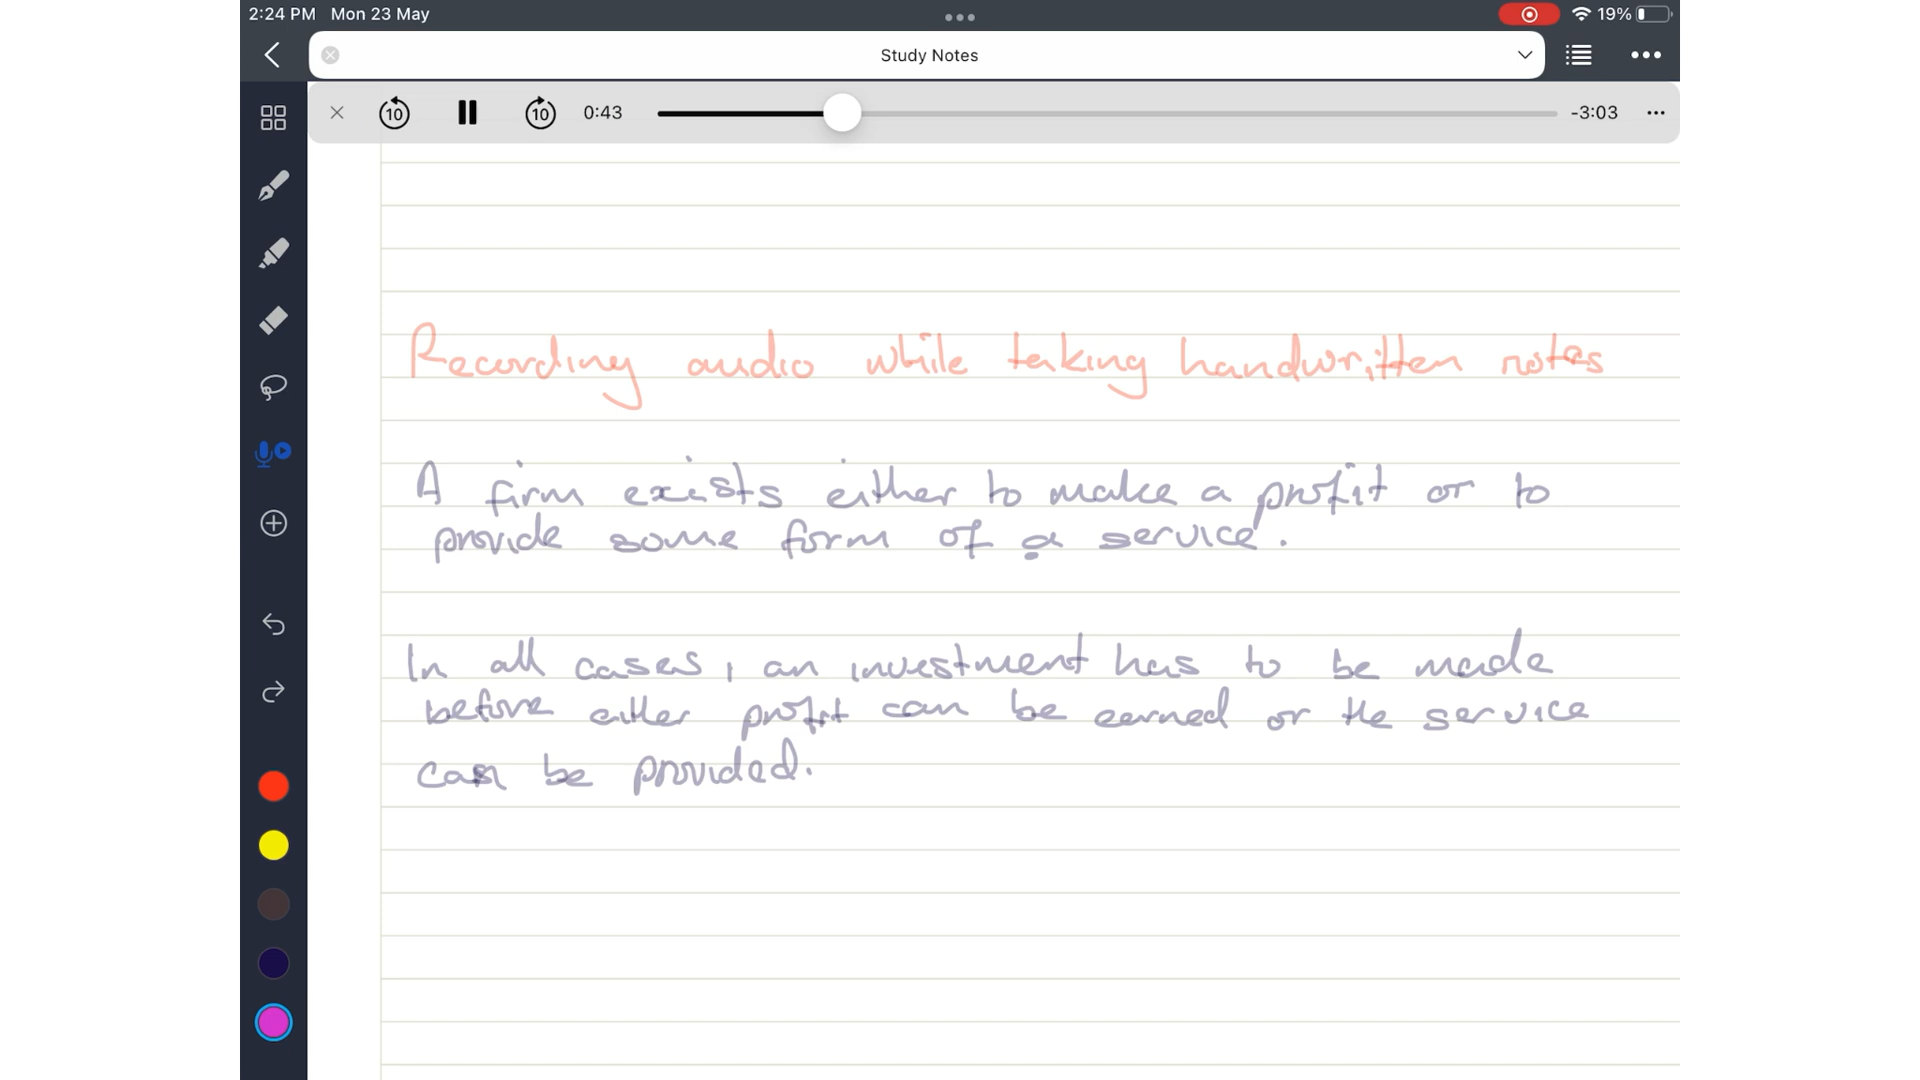 2:24 PM Mon 23 May
19%
Study Notes
10
10
0:43
-3:03
Recording audio while taking handwritten notes
A firm exists either to make a profit or to
provide some form of a service.
In all cases, an investment has to be made
before either profit can be earned or the service
can be provided.